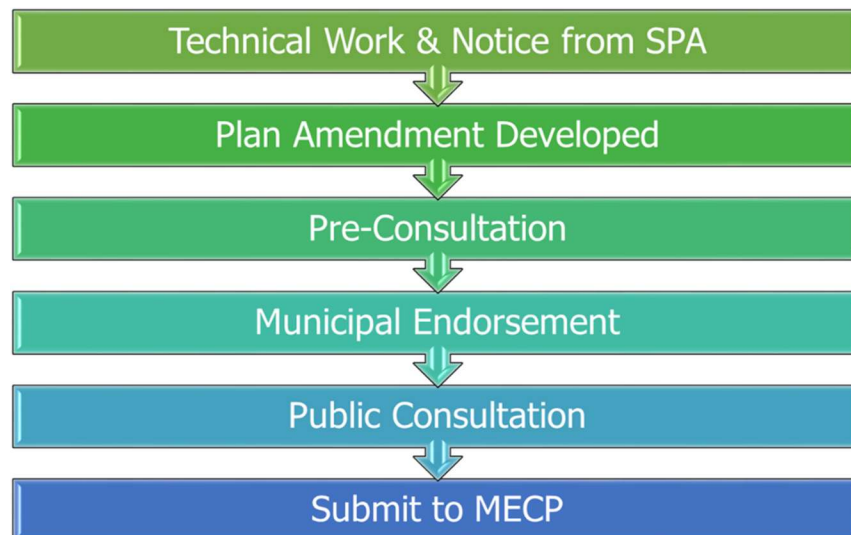 Technical Work & Notice from SPA
Plan Amendment Developed
Pre-Consultation
Municipal Endorsement
Public Consultation
Submit to MECP